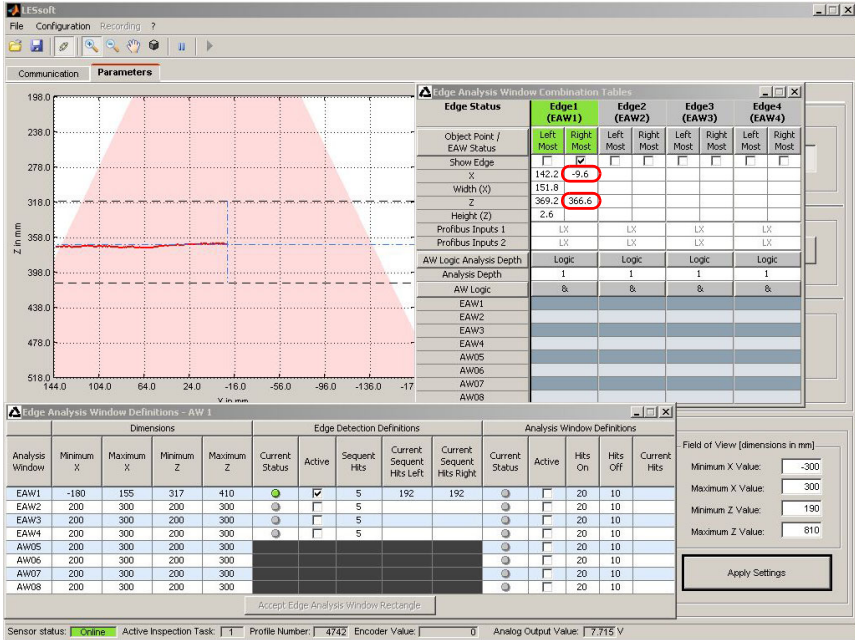 LESsoft
File Configuration Recording ?
Communication Parameters
198.0
238.0
278.0
318.0
358.0
398.0
438.0
478.0
518.0
Z in mm
144.0 104.0 64.0 24.0 -16.0 -56.0 -96.0 -136.0 -17
X in mm
Edge Analysis Window Combination Tables
Edge Status Edge1 (EAW1) Edge2 (EAW2) Edge3 (EAW3) Edge4 (EAW4)
Object Point / EAW Status Left Most Right Most Left Most Right Most Left Most Right Most Left Most Right Most
Show Edge
X 142.2 -9.6
Width (X) 151.8
Z 369.2 366.6
Height (Z) 2.6
Profibus Inputs 1 LX LX LX LX
Profibus Inputs 2 LX LX LX LX
AW Logic Analysis Depth Logic Logic Logic Logic
Analysis Depth 1 1 1 1
AW Logic & & & &
EAW1
EAW2
EAW3
EAW4
AW05
AW06
AW07
AW08
Edge Analysis Window Definitions - AW 1
Dimensions Edge Detection Definitions Analysis Window Definitions
Analysis Window Minimum X Maximum X Minimum Z Maximum Z Current Status Active Sequent Hits Current Sequent Hits Left Current Sequent Hits Right Current Status Active Hits On Hits Off Current Hits
EAW1 -180 155 317 410 5 192 192 20 10
EAW2 200 300 200 300 5 20 10
EAW3 200 300 200 300 5 20 10
EAW4 200 300 200 300 5 20 10
AW05 200 300 200 300 20 10
AW06 200 300 200 300 20 10
AW07 200 300 200 300 20 10
AW08 200 300 200 300 20 10
Accept Edge Analysis Window Rectangle
Field of View [dimensions in mm]
Minimum X Value: -300
Maximum X Value: 300
Minimum Z Value: 190
Maximum Z Value: 810
Apply Settings
Sensor status: Online Active Inspection Task: 1 Profile Number: 4742 Encoder Value: 0 Analog Output Value: 7.715 V